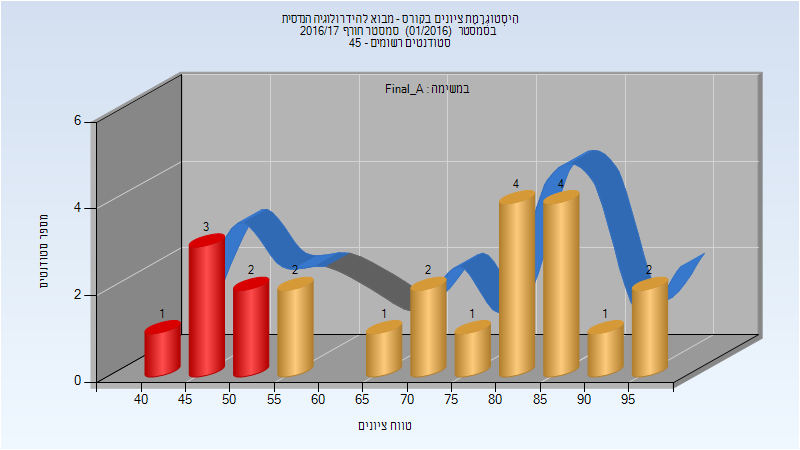 הִיסְטוֹגְרַמַת ציונים בקורס - מבוא להידרולוגיה הנדסית
בסמסטר (01/2016) סמסטר חורף 2016/17
סטודנטים רשומים - 45
במשימה : Final_A
מספר סטודנטים
6
4
2
0
1
3
2
2
1
2
1
4
4
1
2
40 45 50 55 60 65 70 75 80 85 90 95
טווח ציונים